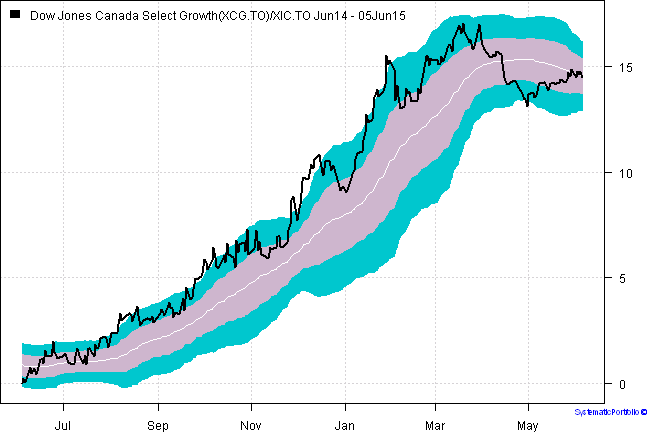 Dow Jones Canada Select Growth(XCG.TO)/XIC.TO Jun14 - 05Jun15
15
10
5
0
SystematicPortfolio ©
Jul Sep Nov Jan Mar May